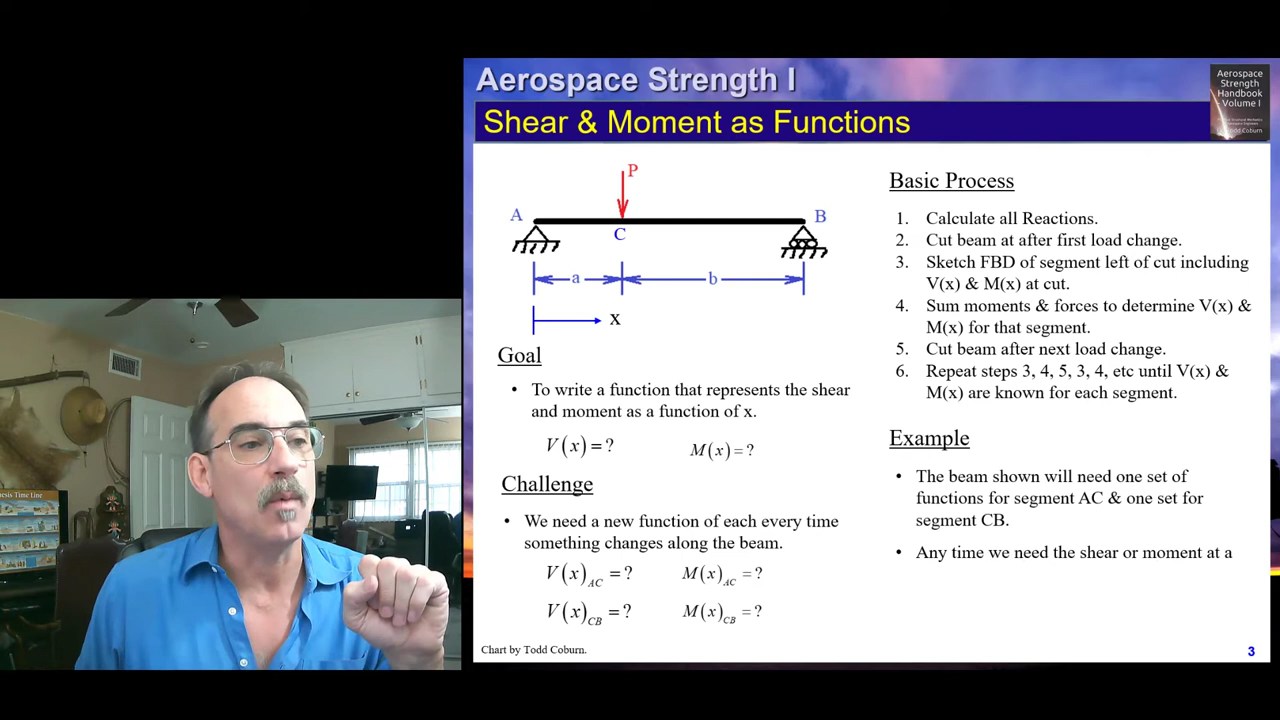 Aerospace Strength I
Shear & Moment as Functions
Aerospace
Strength
Handbook
- Volume I
P
A
B
C
a
b
x
Goal
• To write a function that represents the shear
and moment as a function of x.
V(x) = ?
M(x) = ?
Challenge
• We need a new function of each every time
something changes along the beam.
V(x)AC = ?
M(x)AC = ?
V(x)CB = ?
M(x)CB = ?
Chart by Todd Coburn.
Basic Process
1. Calculate all Reactions.
2. Cut beam at after first load change.
3. Sketch FBD of segment left of cut including
V(x) & M(x) at cut.
4. Sum moments & forces to determine V(x) &
M(x) for that segment.
5. Cut beam after next load change.
6. Repeat steps 3, 4, 5, 3, 4, etc until V(x) &
M(x) are known for each segment.
Example
• The beam shown will need one set of
functions for segment AC & one set for
segment CB.
• Any time we need the shear or moment at a
3
esis Time Line